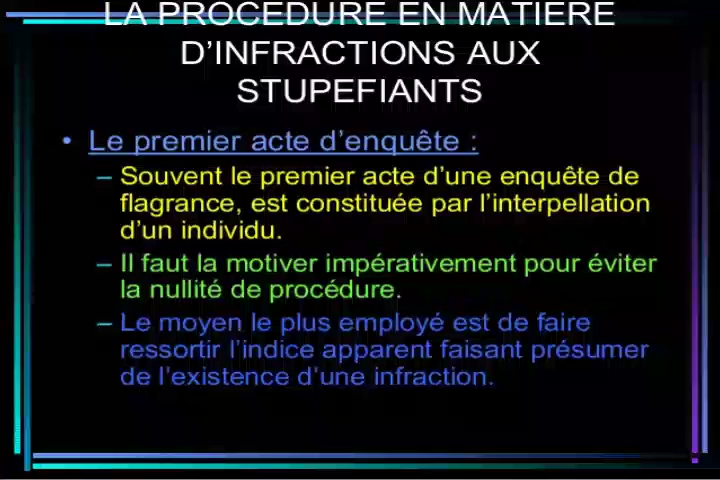 LA PROCEDURE EN MATIERE
D’INFRACTIONS AUX
STUPEFIANTS
• Le premier acte d’enquête :
– Souvent le premier acte d’une enquête de
flagrance, est constituée par l’interpellation
d’un individu.
– Il faut la motiver impérativement pour éviter
la nullité de procédure.
– Le moyen le plus employé est de faire
ressortir l’indice apparent faisant présumer
de l'existence d'une infraction.